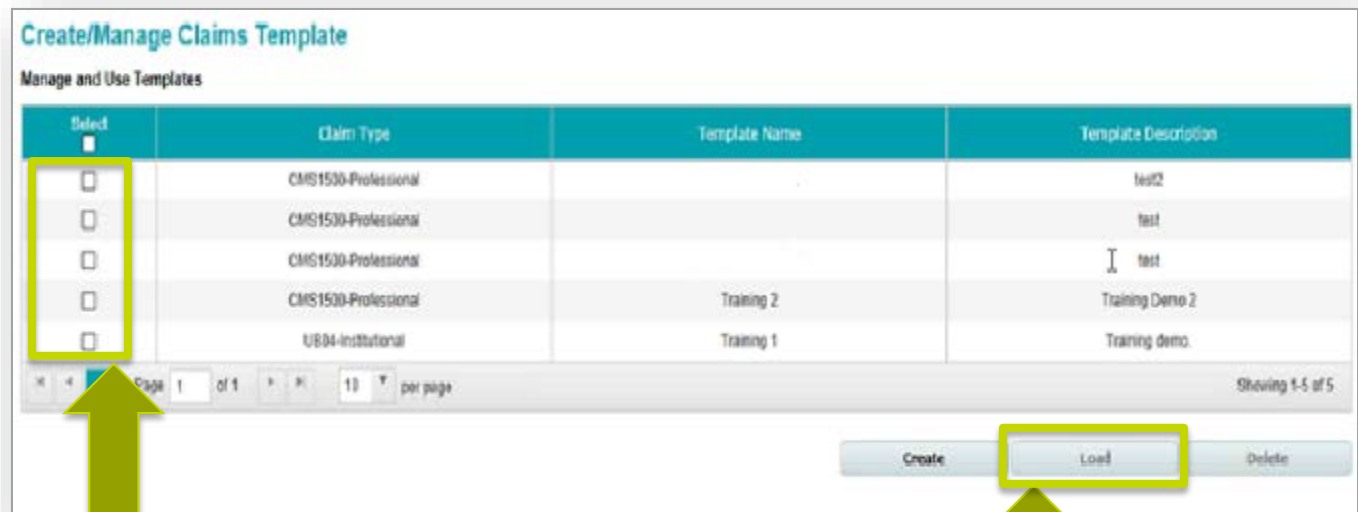 Create/Manage Claims Template
Manage and Use Templates
Select Claim Type Template Name Template Description
CMS1500-Professional test2
CMS1500-Professional test
CMS1500-Professional test
CMS1500-Professional Training 2 Training Demo 2
UB04-Institutional Training 1 Training demo.
Page 1 of 1 10 per page Showing 1-5 of 5
Create Load Delete